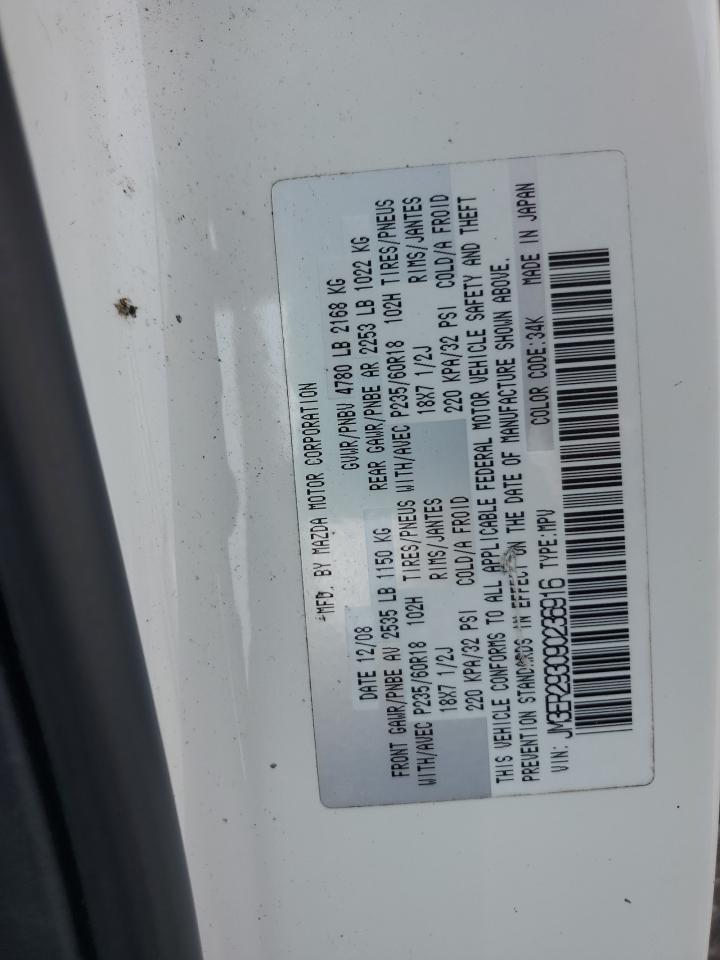 MFD. BY MAZDA MOTOR CORPORATION
DATE 12/08 GVWR/PNBV 4780 LB 2168 KG
FRONT GAWR/PNBE AV 2535 LB 1150 KG REAR GAWR/PNBE AR 2253 LB 1022 KG
WITH/AVEC P235/60R18 102H TIRES/PNEUS WITH/AVEC P235/60R18 102H TIRES/PNEUS
18X7 1/2J RIMS/JANTES 18X7 1/2J RIMS/JANTES
220 KPA/32 PSI COLD/A FROID 220 KPA/32 PSI COLD/A FROID
THIS VEHICLE CONFORMS TO ALL APPLICABLE FEDERAL MOTOR VEHICLE SAFETY AND THEFT
PREVENTION STANDARDS IN EFFECT ON THE DATE OF MANUFACTURE SHOWN ABOVE.
COLOR CODE:34K MADE IN JAPAN
VIN: JM3ER293090236916 TYPE:MPV